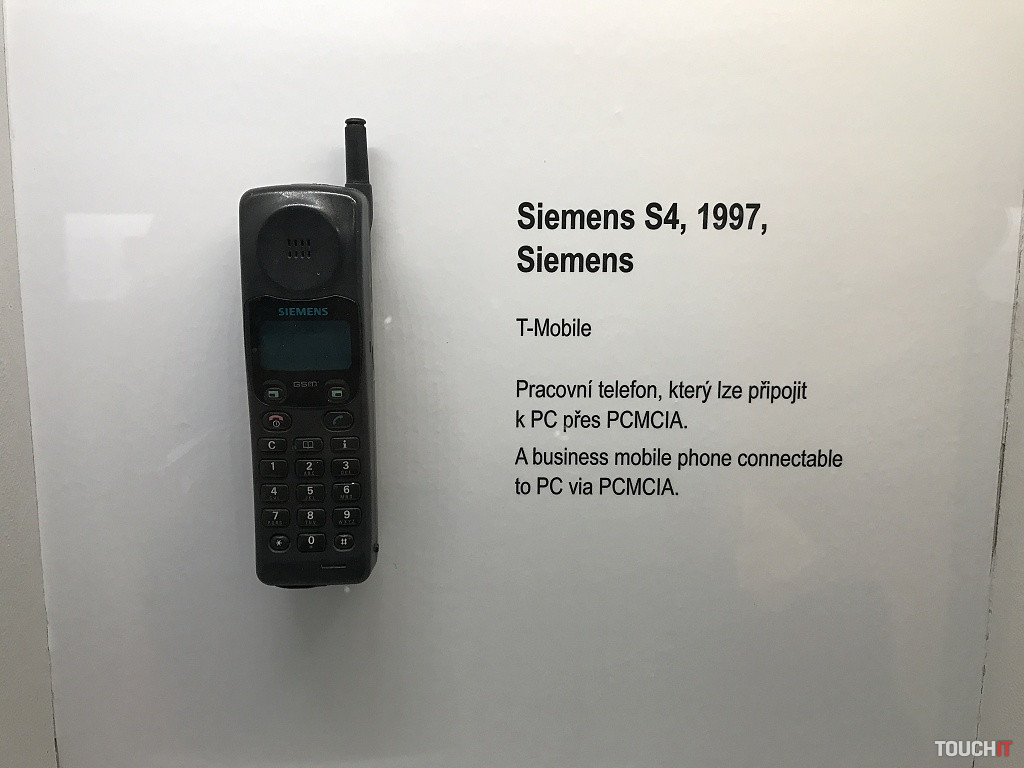 SIEMENS
GSM
C
i
1 2 3
4 5 6
7 8 9
* 0 #
Siemens S4, 1997,
Siemens
T-Mobile
Pracovní telefon, který lze připojit
k PC přes PCMCIA.
A business mobile phone connectable
to PC via PCMCIA.
TOUCHIT